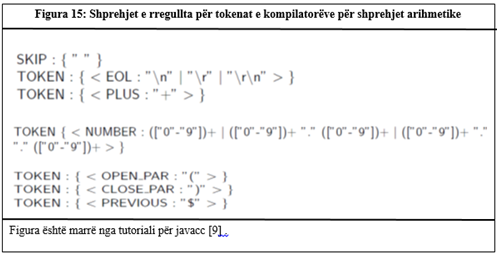 Figura 15: Shprehjet e rregullta për tokenat e kompilatorëve për shprehjet arihmetike
SKIP : { " " }
TOKEN : { < EOL : "\n" | "\r" | "\r\n" > }
TOKEN : { < PLUS : "+" > }
TOKEN { < NUMBER : (["0"-"9"])+ | (["0"-"9"])+ "." (["0"-"9"])+ | (["0"-"9"])+ "."
"." (["0"-"9"])+ > }
TOKEN : { < OPEN_PAR : "(" > }
TOKEN : { < CLOSE_PAR : ")" > }
TOKEN : { < PREVIOUS : "$" > }
Figura është marrë nga tutoriali për javacc [9].